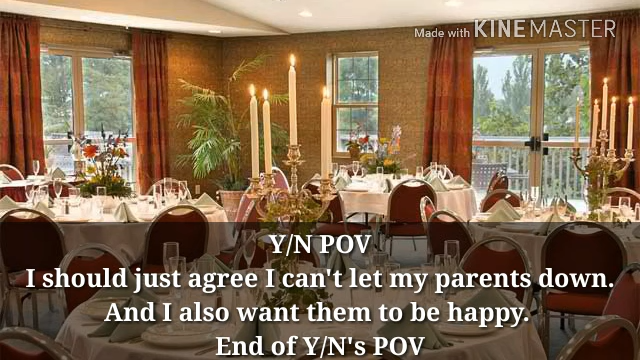 Made with KINEMASTER
Y/N POV
I should just agree I can't let my parents down.
And I also want them to be happy.
End of Y/N's POV